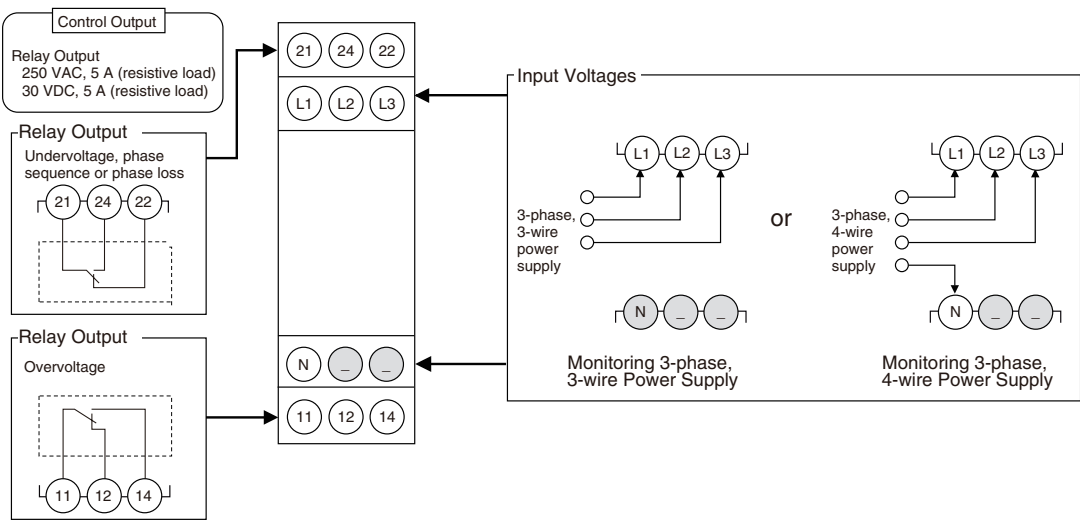 Control Output
Relay Output
250 VAC, 5 A (resistive load)
30 VDC, 5 A (resistive load)
Relay Output
Undervoltage, phase
sequence or phase loss
21 24 22
Relay Output
Overvoltage
11 12 14
21 24 22
L1 L2 L3
N _ _
11 12 14
Input Voltages
L1 L2 L3
3-phase,
3-wire
power
supply
N _ _
Monitoring 3-phase,
3-wire Power Supply
or
L1 L2 L3
3-phase,
4-wire
power
supply
N _ _
Monitoring 3-phase,
4-wire Power Supply